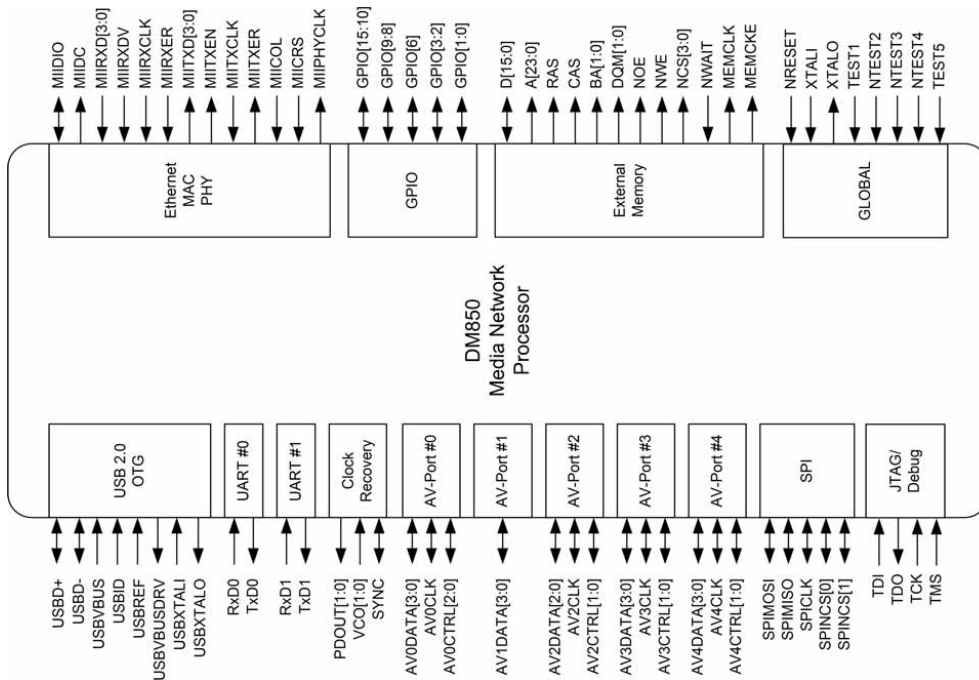 MIIDIO
MIIDC
MIIRXD[3:0]
MIIRXDV
MIIRXCLK
MIIRXER
MIITXD[3:0]
MIITXEN
MIITXCLK
MIITXER
MIICOL
MIICRS
MIIPHYCLK
GPIO[15:10]
GPIO[9:8]
GPIO[6]
GPIO[3:2]
GPIO[1:0]
D[15:0]
A[23:0]
RAS
CAS
BA[1:0]
DQM[1:0]
NOE
NWE
NCS[3:0]
NWAIT
MEMCLK
MEMCKE
NRESET
XTALI
XTALO
TEST1
NTEST2
NTEST3
NTEST4
TEST5
Ethernet
MAC
PHY
GPIO
External
Memory
GLOBAL
DM850
Media Network
Processor
USB 2.0
OTG
UART #0
UART #1
Clock
Recovery
AV-Port #0
AV-Port #1
AV-Port #2
AV-Port #3
AV-Port #4
SPI
JTAG/
Debug
USBD+
USBD-
USBVBUS
USBID
USBREF
USBVBUSDRV
USBXTALI
USBXTALO
RxD0
TxD0
RxD1
TxD1
PDOUT[1:0]
VCO[1:0]
SYNC
AV0DATA[3:0]
AV0CLK
AV0CTRL[2:0]
AV1DATA[3:0]
AV2DATA[2:0]
AV2CLK
AV2CTRL[1:0]
AV3DATA[3:0]
AV3CLK
AV3CTRL[1:0]
AV4DATA[3:0]
AV4CLK
AV4CTRL[1:0]
SPIMOSI
SPIMISO
SPICLK
SPINCS[0]
SPINCS[1]
TDI
TDO
TCK
TMS